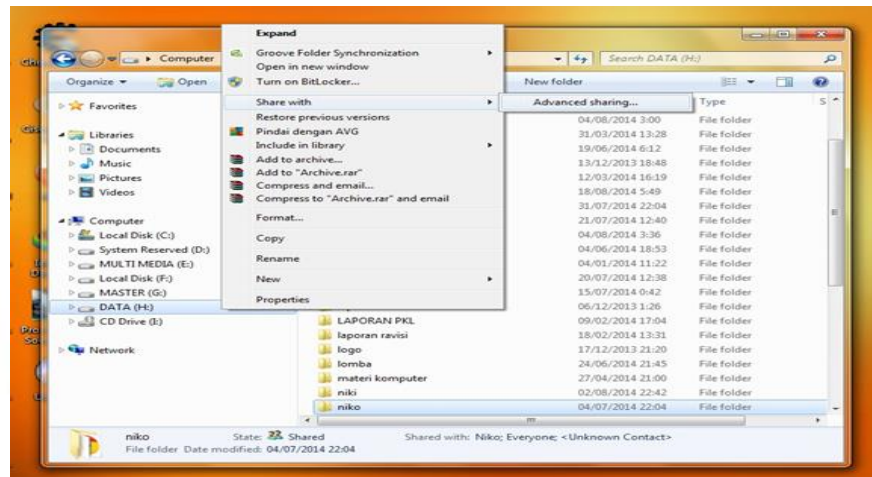 Expand
Groove Folder Synchronization
Open in new window
Turn on BitLocker...
Share with
Advanced sharing...
Restore previous versions
Pindai dengan AVG
Include in library
Add to archive...
Add to "Archive.rar"
Compress and email...
Compress to "Archive.rar" and email
Format...
Copy
Rename
New
Properties
Computer
Search DATA (H:)
Organize
Open
New folder
Type
S
Favorites
Libraries
Documents
Music
Pictures
Videos
Computer
Local Disk (C:)
System Reserved (D:)
MULTI MEDIA (E:)
Local Disk (F:)
MASTER (G:)
DATA (H:)
CD Drive (I:)
Network
04/08/2014 3:00 File folder
31/03/2014 13:28 File folder
19/06/2014 6:12 File folder
13/12/2013 18:48 File folder
12/03/2014 16:19 File folder
18/08/2014 5:49 File folder
31/07/2014 22:04 File folder
21/07/2014 12:40 File folder
04/08/2014 3:36 File folder
04/06/2014 18:53 File folder
04/01/2014 11:22 File folder
20/07/2014 12:38 File folder
15/07/2014 0:42 File folder
06/12/2013 1:26 File folder
LAPORAN PKL 09/02/2014 17:04 File folder
laporan ravisi 18/02/2014 13:31 File folder
logo 17/12/2013 21:20 File folder
lomba 24/06/2014 21:45 File folder
materi komputer 27/04/2014 21:00 File folder
niki 02/08/2014 22:42 File folder
niko 04/07/2014 22:04 File folder
niko State: Shared Shared with: Niko; Everyone; <Unknown Contact>
File folder Date modified: 04/07/2014 22:04